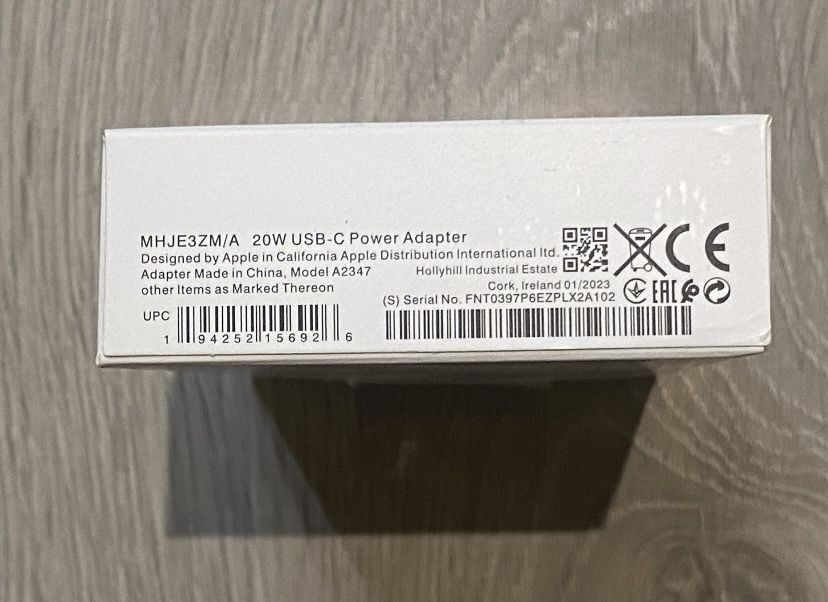 MHJE3ZM/A 20W USB-C Power Adapter
Designed by Apple in California Apple Distribution International ltd.
Adapter Made in China, Model A2347 Hollyhill Industrial Estate
other Items as Marked Thereon Cork, Ireland 01/2023
(S) Serial No. FNT0397P6EZPLX2A102
CE
EAC
UPC
1 94252 15692 6